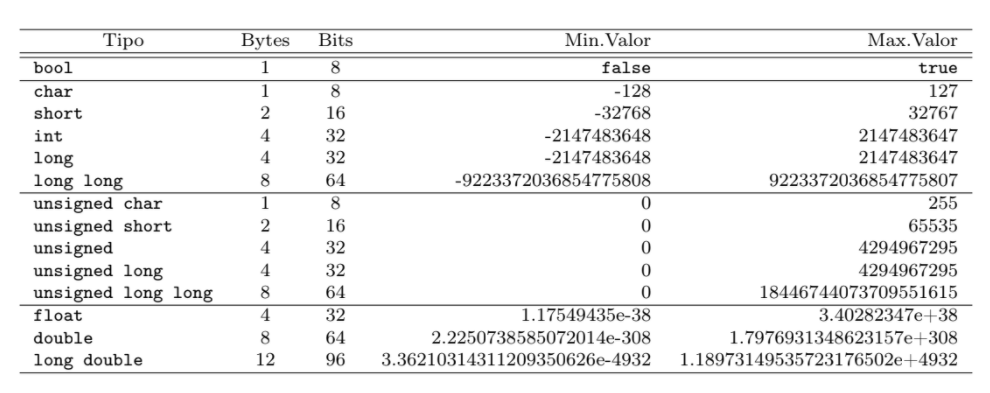 Tipo Bytes Bits Min.Valor Max.Valor
bool 1 8 false true
char 1 8 -128 127
short 2 16 -32768 32767
int 4 32 -2147483648 2147483647
long 4 32 -2147483648 2147483647
long long 8 64 -9223372036854775808 9223372036854775807
unsigned char 1 8 0 255
unsigned short 2 16 0 65535
unsigned 4 32 0 4294967295
unsigned long 4 32 0 4294967295
unsigned long long 8 64 0 18446744073709551615
float 4 32 1.17549435e-38 3.40282347e+38
double 8 64 2.2250738585072014e-308 1.7976931348623157e+308
long double 12 96 3.36210314311209350626e-4932 1.18973149535723176502e+4932